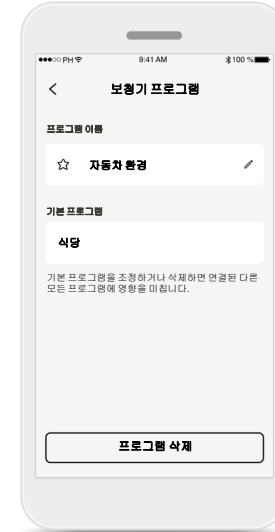 PH
9:41 AM
100 %
보청기 프로그램
프로그램 이름
자동차 환경
기본 프로그램
식당
기본 프로그램을 조정하거나 삭제하면 연결된 다른
모든 프로그램에 영향을 미칩니다.
프로그램 삭제